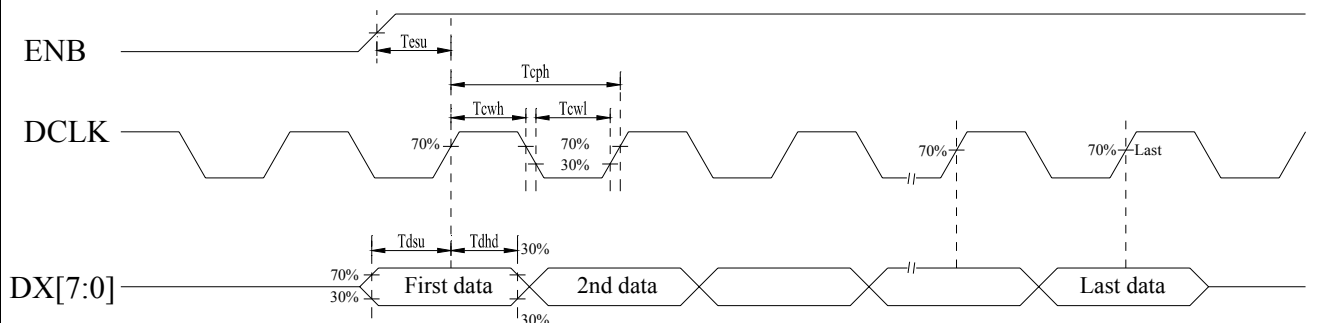 ENB
Tesu
Tcph
Tcwh
Tcwl
DCLK
70%
70%
30%
70%
70%
Last
Tdsu
Tdhd
30%
70%
30%
DX[7:0]
First data
2nd data
Last data
30%